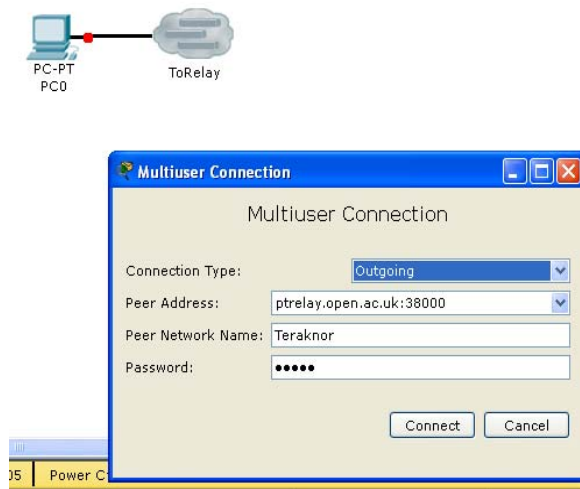 PC-PT
PC0
ToRelay
Multiuser Connection
Multiuser Connection
Connection Type:
Outgoing
Peer Address:
ptrelay.open.ac.uk:38000
Peer Network Name:
Teraknor
Password:
•••••
Connect
Cancel
05
Power C